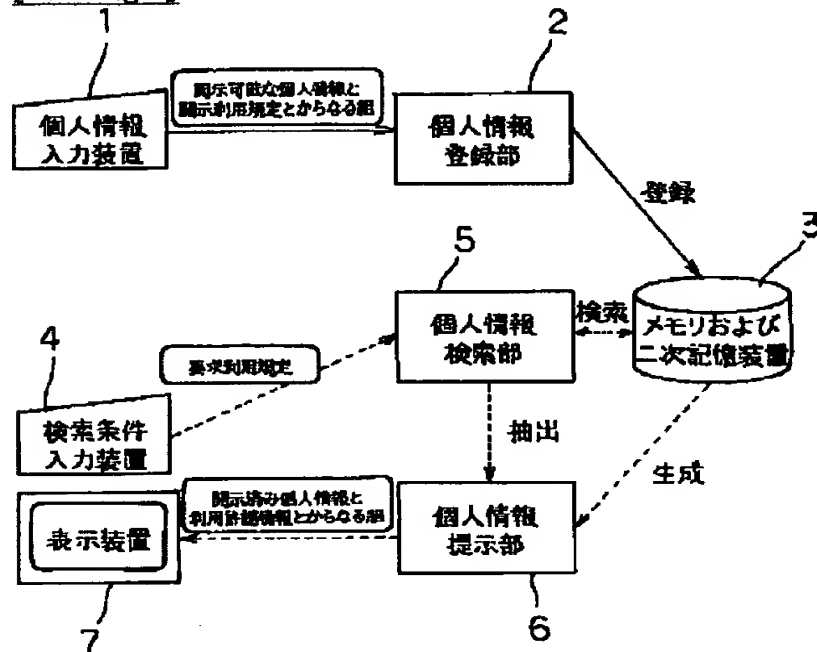 1
2
開示可能な個人情報と
開示利用規定とからなる組
個人情報
入力装置
個人情報
登録部
登録
3
5
個人情報
検索部
検索
メモリおよび
二次記憶装置
要求利用規定
4
検索条件
入力装置
抽出
生成
開示済み個人情報と
利用許諾情報とからなる組
表示装置
個人情報
提示部
7
6